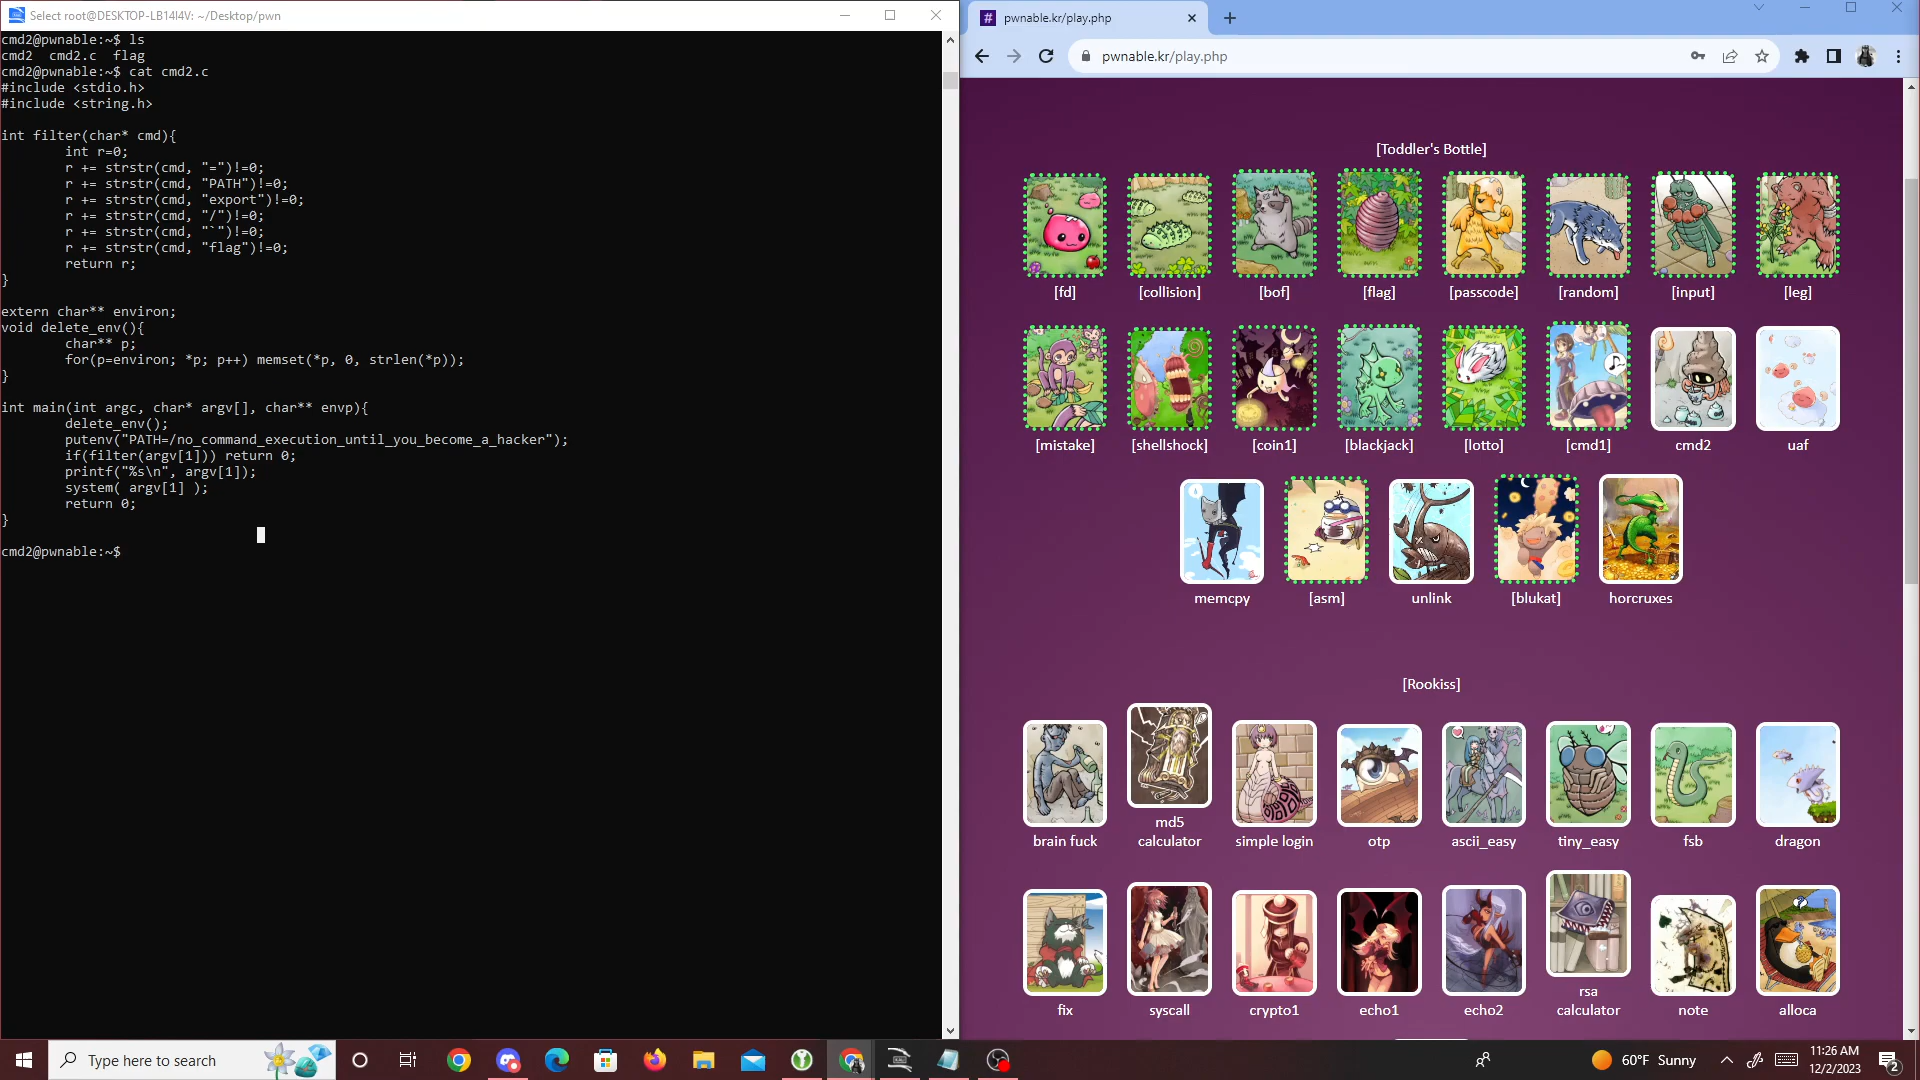 Select root@DESKTOP-LB14I4V: ~/Desktop/pwn
cmd2@pwnable:~$ ls
cmd2  cmd2.c  flag
cmd2@pwnable:~$ cat cmd2.c
#include <stdio.h>
#include <string.h>

int filter(char* cmd){
        int r=0;
        r += strstr(cmd, "=")!=0;
        r += strstr(cmd, "PATH")!=0;
        r += strstr(cmd, "export")!=0;
        r += strstr(cmd, "/")!=0;
        r += strstr(cmd, "`")!=0;
        r += strstr(cmd, "flag")!=0;
        return r;
}

extern char** environ;
void delete_env(){
        char** p;
        for(p=environ; *p; p++) memset(*p, 0, strlen(*p));
}

int main(int argc, char* argv[], char** envp){
        delete_env();
        putenv("PATH=/no_command_execution_until_you_become_a_hacker");
        if(filter(argv[1])) return 0;
        printf("%s\n", argv[1]);
        system( argv[1] );
        return 0;
}

cmd2@pwnable:~$
pwnable.kr/play.php
pwnable.kr/play.php
[Toddler's Bottle]
[fd]
[collision]
[bof]
[flag]
[passcode]
[random]
[input]
[leg]
[mistake]
[shellshock]
[coin1]
[blackjack]
[lotto]
[cmd1]
cmd2
uaf
memcpy
[asm]
unlink
[blukat]
horcruxes
[Rookiss]
brain fuck
md5
calculator
simple login
otp
ascii_easy
tiny_easy
fsb
dragon
fix
syscall
crypto1
echo1
echo2
rsa
calculator
note
alloca
Type here to search
60°F Sunny
11:26 AM
12/2/2023
2